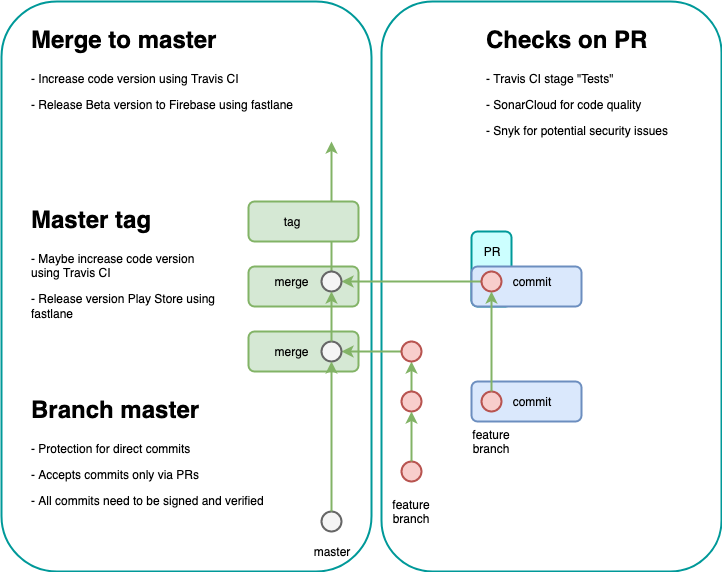 Merge to master
- Increase code version using Travis CI
- Release Beta version to Firebase using fastlane
Master tag
- Maybe increase code version
using Travis CI
- Release version Play Store using
fastlane
Branch master
- Protection for direct commits
- Accepts commits only via PRs
- All commits need to be signed and verified
tag
merge
merge
master
Checks on PR
- Travis CI stage "Tests"
- SonarCloud for code quality
- Snyk for potential security issues
PR
commit
commit
feature
branch
feature
branch